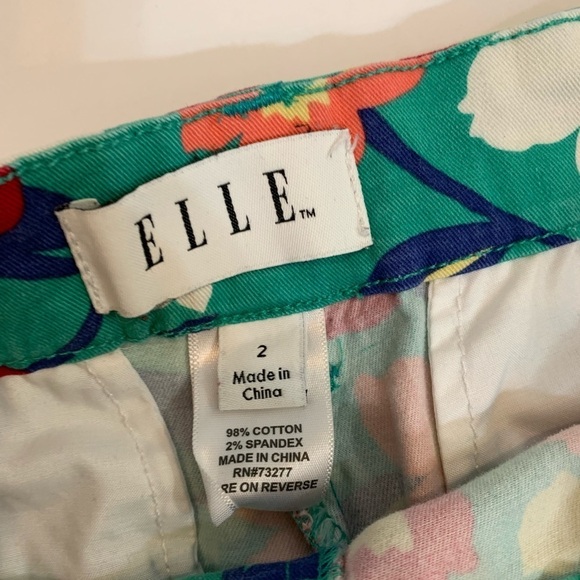 ELLE™
2
Made in
China
98% COTTON
2% SPANDEX
MADE IN CHINA
RN#73277
RE ON REVERSE